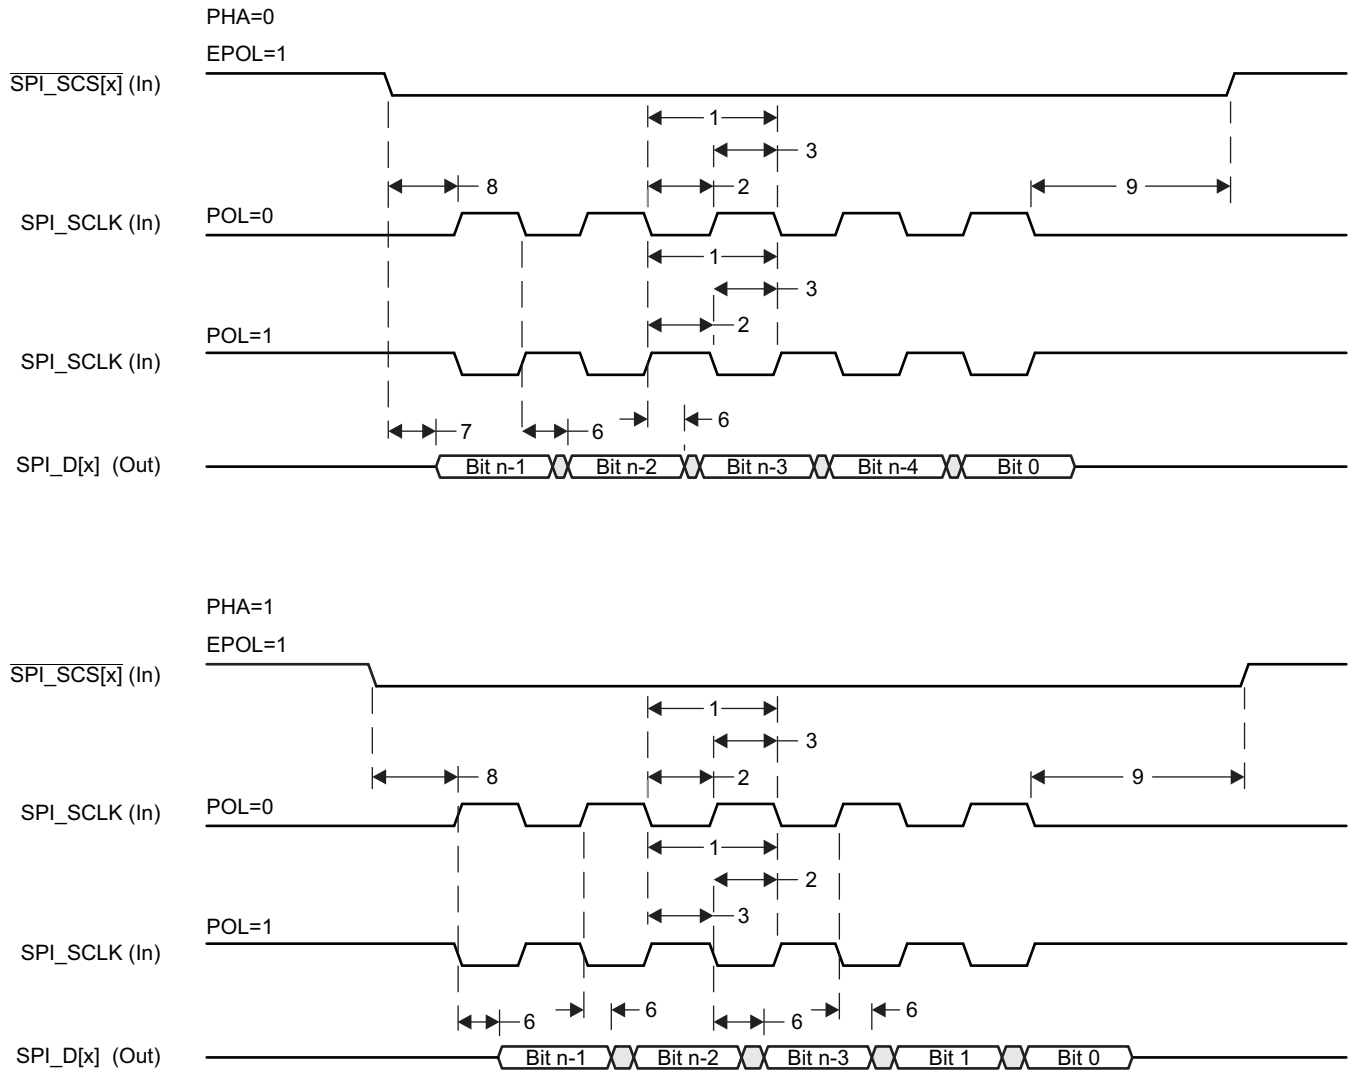 PHA=0
EPOL=1
SPI_SCS[x] (In)
1
3
8
2
9
SPI_SCLK (In)
POL=0
1
3
2
POL=1
SPI_SCLK (In)
7
6
6
SPI_D[x] (Out)
Bit n-1
Bit n-2
Bit n-3
Bit n-4
Bit 0
PHA=1
EPOL=1
SPI_SCS[x] (In)
1
3
8
2
9
SPI_SCLK (In)
POL=0
1
2
3
POL=1
SPI_SCLK (In)
6
6
6
6
SPI_D[x] (Out)
Bit n-1
Bit n-2
Bit n-3
Bit 1
Bit 0